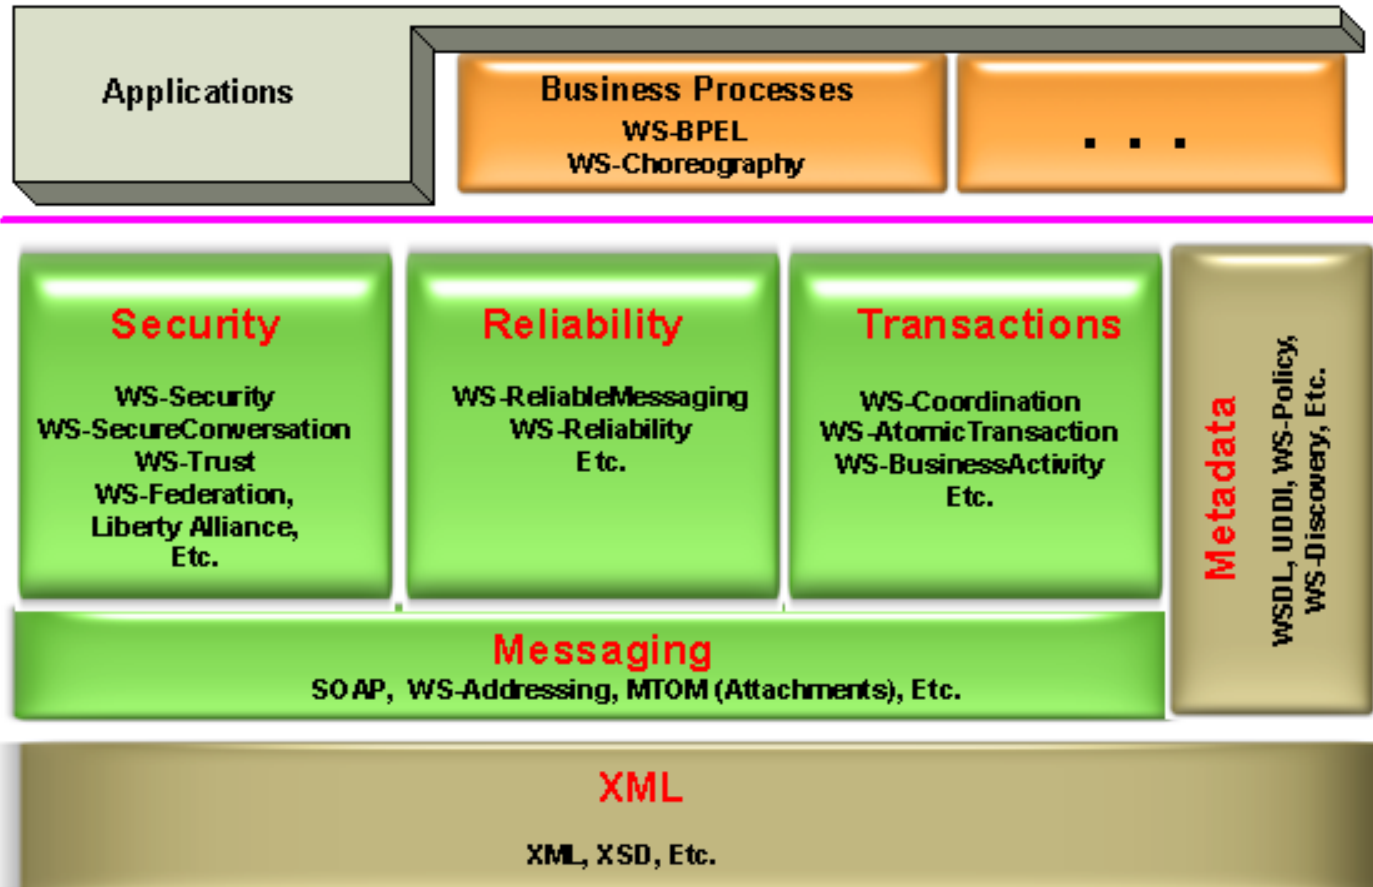 Applications
Business Processes
WS-BPEL
WS-Choreography
. . .
Security
WS-Security
WS-SecureConversation
WS-Trust
WS-Federation,
Liberty Alliance,
Etc.
Reliability
WS-ReliableMessaging
WS-Reliability
Etc.
Transactions
WS-Coordination
WS-AtomicTransaction
WS-BusinessActivity
Etc.
Metadata
WSDL, UDDI, WS-Policy,
WS-Discovery, Etc.
Messaging
SOAP, WS-Addressing, MTOM (Attachments), Etc.
XML
XML, XSD, Etc.